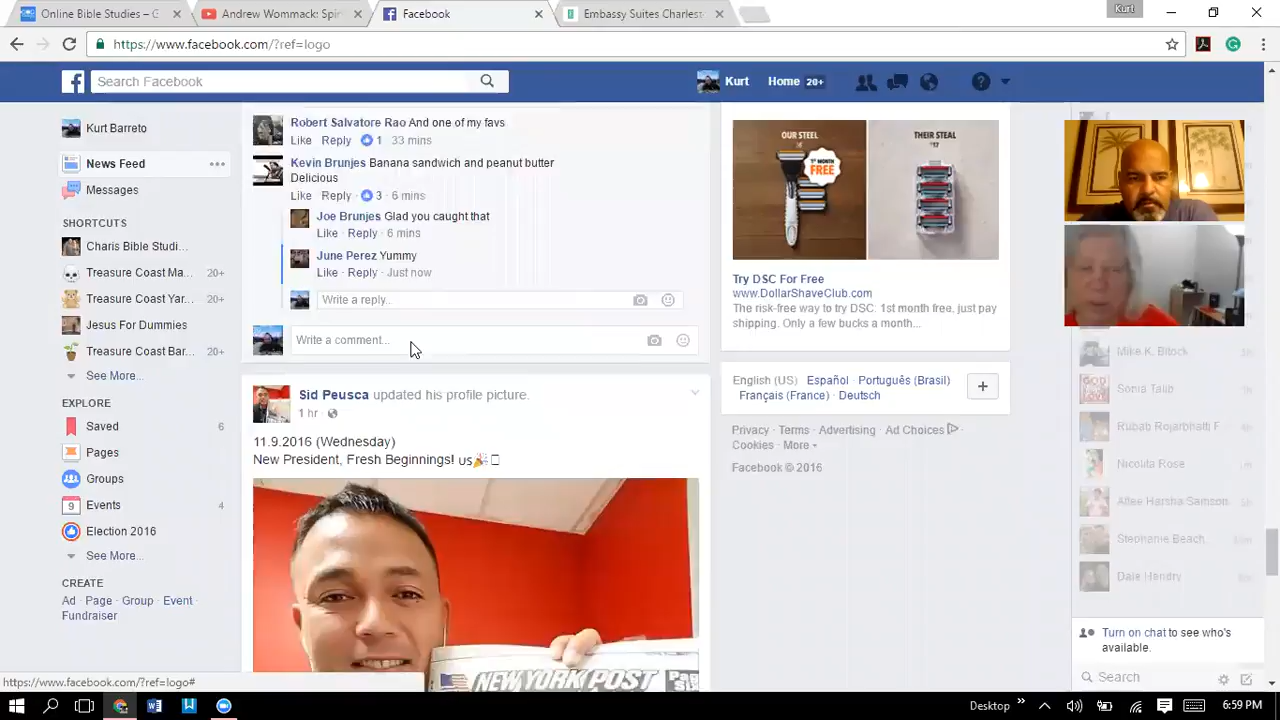 Online Bible Studies – G
Andrew Wommack: Spiri
Facebook
Embassy Suites Charlest
Kurt
https://www.facebook.com/?ref=logo
Search Facebook
Kurt
Home 20+
Kurt Barreto
News Feed
Messages
SHORTCUTS
Charis Bible Studi...
Treasure Coast Ma... 20+
Treasure Coast Yar... 20+
Jesus For Dummies
Treasure Coast Bar... 20+
See More...
EXPLORE
Saved 6
Pages
Groups
9 Events 4
Election 2016
See More...
CREATE
Ad · Page · Group · Event ·
Fundraiser
Robert Salvatore Rao And one of my favs
Like Reply 1 33 mins
Kevin Brunjes Banana sandwich and peanut butter
Delicious
Like · Reply · 3 · 6 mins
Joe Brunjes Glad you caught that
Like · Reply · 6 mins
June Perez Yummy
Like · Reply · Just now
Write a reply...
Write a comment...
Sid Peusca updated his profile picture.
1 hr ·
11.9.2016 (Wednesday)
New President, Fresh Beginnings! us🎉
NEW YORK POST
OUR STEEL
1ST MONTH
FREE
THEIR STEAL
$17
Try DSC For Free
www.DollarShaveClub.com
The risk-free way to try DSC: 1st month free, just pay
shipping. Only a few bucks a month...
English (US) · Español · Português (Brasil) ·
Français (France) · Deutsch
Privacy · Terms · Advertising · Ad Choices ·
Cookies · More
Facebook © 2016
Mike K. Bitock
Sonia Talib
Rubab Rojarbhatti F
Nicolita Rose
Stephanie Beach
Dale Hendry
Turn on chat to see who's
available.
Search
https://www.facebook.com/?ref=logo#
Desktop
6:59 PM